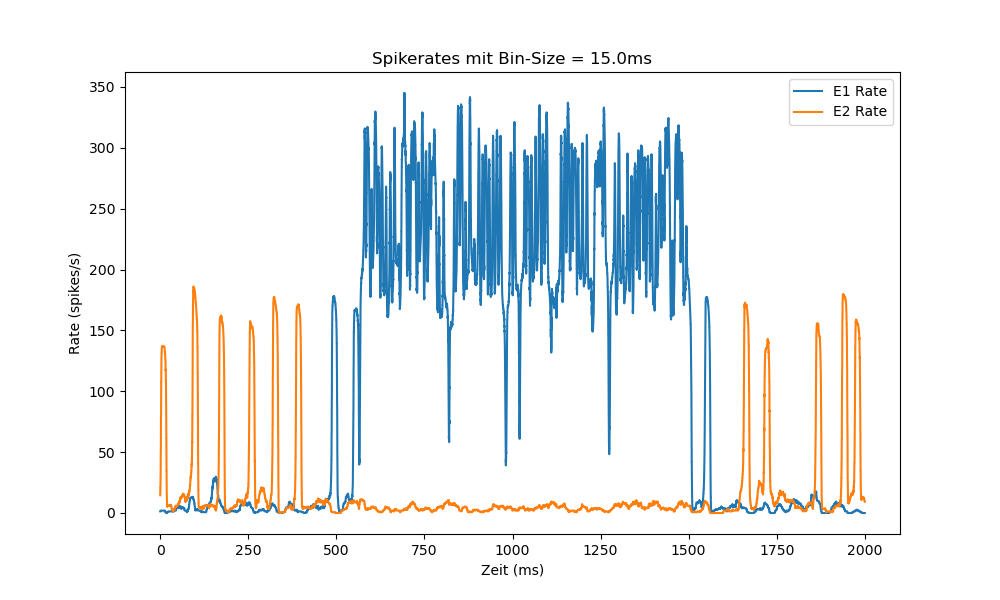 Spikerates mit Bin-Size = 15.0ms
E1 Rate
E2 Rate
Rate (spikes/s)
350
300
250
200
150
100
50
0
0 250 500 750 1000 1250 1500 1750 2000
Zeit (ms)